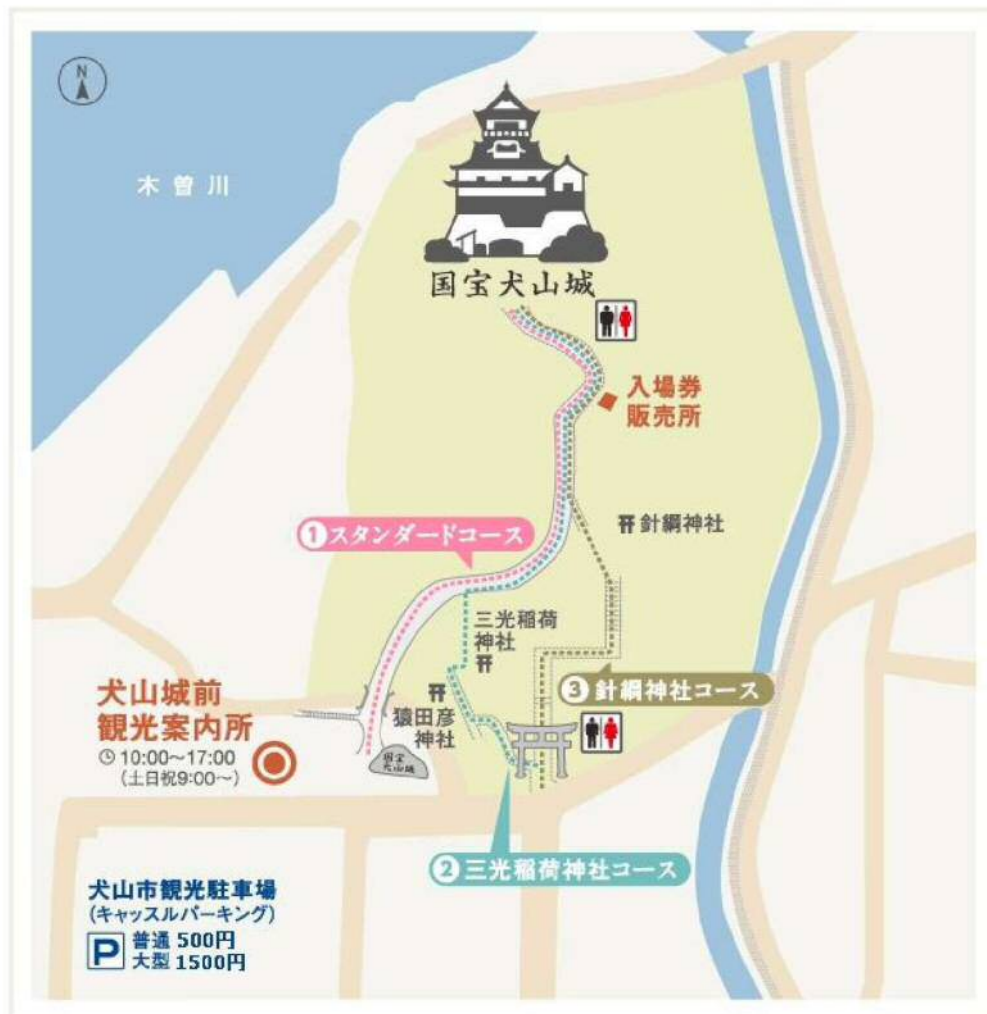 N
木曽川
国宝犬山城
入場券
販売所
①スタンダードコース
针綱神社
三光稲荷
神社
③針綱神社コース
犬山城前
観光案内所
10:00～17:00
(土日祝9:00～)
猿田彦
神社
国宝
犬山城
②三光稲荷神社コース
犬山市観光駐車場
(キャッスルパーキング)
P 普通 500円
大型 1500円